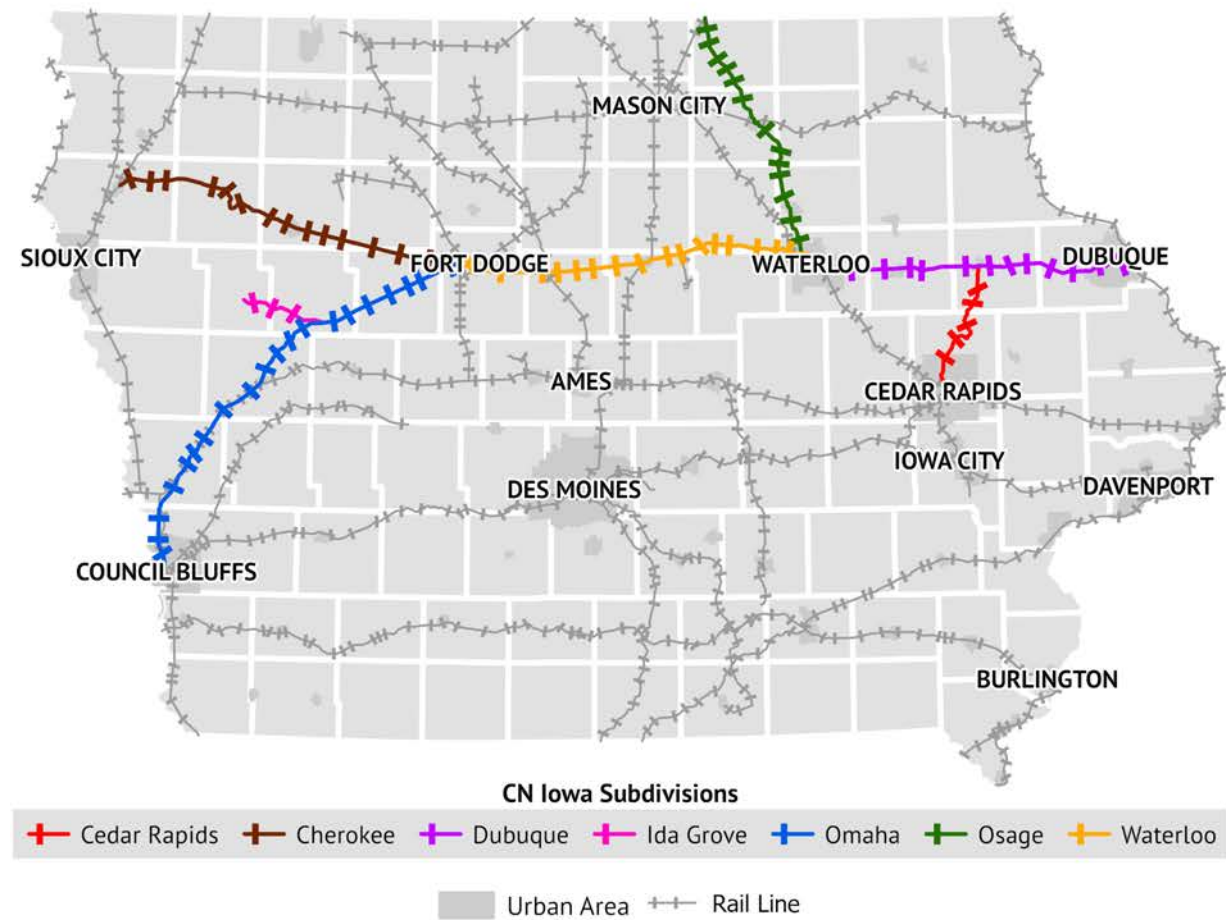 MASON CITY
SIOUX CITY
FORT DODGE
WATERLOO
DUBUQUE
AMES
CEDAR RAPIDS
IOWA CITY
DES MOINES
DAVENPORT
COUNCIL BLUFFS
BURLINGTON
CN Iowa Subdivisions
Cedar Rapids Cherokee Dubuque Ida Grove Omaha Osage Waterloo
Urban Area Rail Line